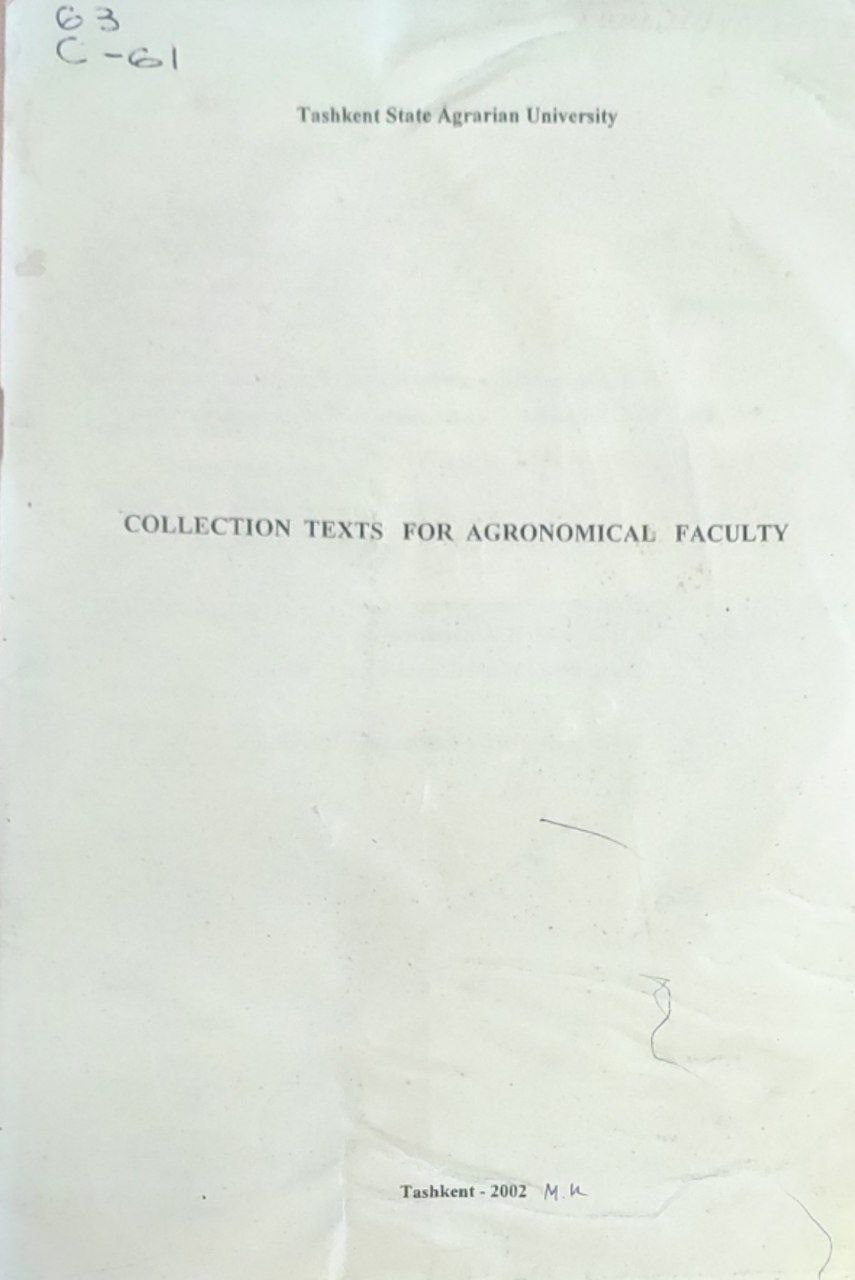 63
C-61
Tashkent State Agrarian University
COLLECTION TEXTS FOR AGRONOMICAL FACULTY
Tashkent - 2002 M.K